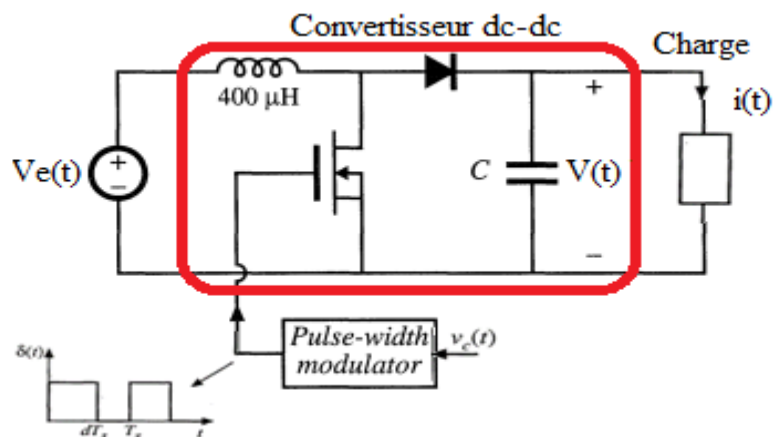 Convertisseur dc-dc
Charge
400 μH
i(t)
Ve(t)
+
−
C
V(t)
+
−
Pulse-width
modulator
v_c(t)
δ(t)
dT_s T_s t